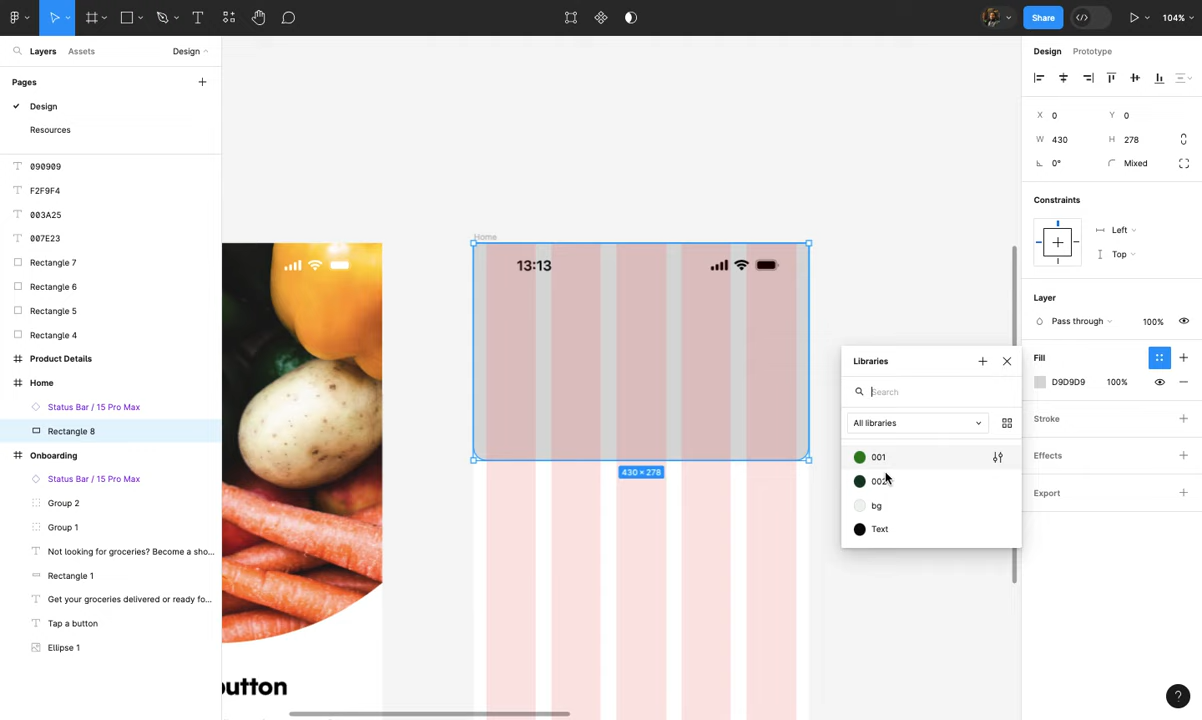 Share
104%
Layers
Assets
Design
Pages
Design
Resources
090909
F2F9F4
003A25
007E23
Rectangle 7
Rectangle 6
Rectangle 5
Rectangle 4
Product Details
Home
Status Bar / 15 Pro Max
Rectangle 8
Onboarding
Status Bar / 15 Pro Max
Group 2
Group 1
Not looking for groceries? Become a sho...
Rectangle 1
Get your groceries delivered or ready fo...
Tap a button
Ellipse 1
button
Home
13:13
430 × 278
Libraries
Search
All libraries
001
002
bg
Text
Design
Prototype
X 0
Y 0
W 430
H 278
0°
Mixed
Constraints
Left
Top
Layer
Pass through
100%
Fill
D9D9D9
100%
Stroke
Effects
Export
?